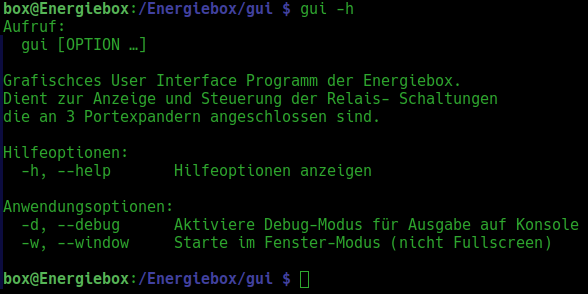 box@Energiebox:/Energiebox/gui $ gui -h
Aufruf:
  gui [OPTION …]

Grafischces User Interface Programm der Energiebox.
Dient zur Anzeige und Steuerung der Relais- Schaltungen
die an 3 Portexpandern angeschlossen sind.

Hilfeoptionen:
  -h, --help       Hilfeoptionen anzeigen

Anwendungsoptionen:
  -d, --debug      Aktiviere Debug-Modus für Ausgabe auf Konsole
  -w, --window     Starte im Fenster-Modus (nicht Fullscreen)

box@Energiebox:/Energiebox/gui $